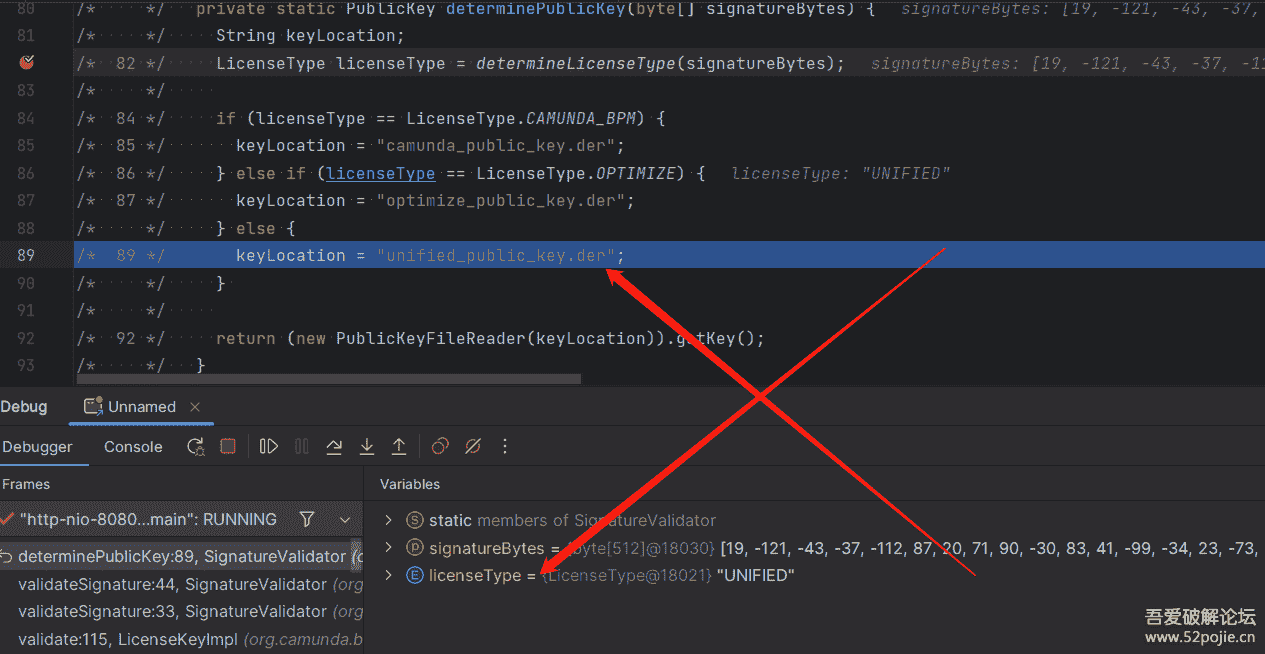 80 /* */ private static PublicKey determinePublicKey(byte[] signatureBytes) { signatureBytes: [19, -121, -43, -37,
81 /* */ String keyLocation;
/* 82 */ LicenseType licenseType = determineLicenseType(signatureBytes); signatureBytes: [19, -121, -43, -37, -11
83 /* */
84 /* 84 */ if (licenseType == LicenseType.CAMUNDA_BPM) {
85 /* 85 */ keyLocation = "camunda_public_key.der";
86 /* 86 */ } else if (licenseType == LicenseType.OPTIMIZE) { licenseType: "UNIFIED"
87 /* 87 */ keyLocation = "optimize_public_key.der";
88 /* */ } else {
89 /* 89 */ keyLocation = "unified_public_key.der";
90 /* */ }
91 /* */
92 /* 92 */ return (new PublicKeyFileReader(keyLocation)).getKey();
93 /* */ }
Debug Unnamed
Debugger Console
Frames Variables
"http-nio-8080...main": RUNNING
static members of SignatureValidator
determinePublicKey:89, SignatureValidator (o
signatureBytes = {byte[512]@18030} [19, -121, -43, -37, -112, 87, 20, 71, 90, -30, 83, 41, -99, -34, 23, -73,
validateSignature:44, SignatureValidator (org
licenseType = {LicenseType@18021} "UNIFIED"
validateSignature:33, SignatureValidator (org
validate:115, LicenseKeyImpl (org.camunda.b
吾爱破解论坛
www.52pojie.cn